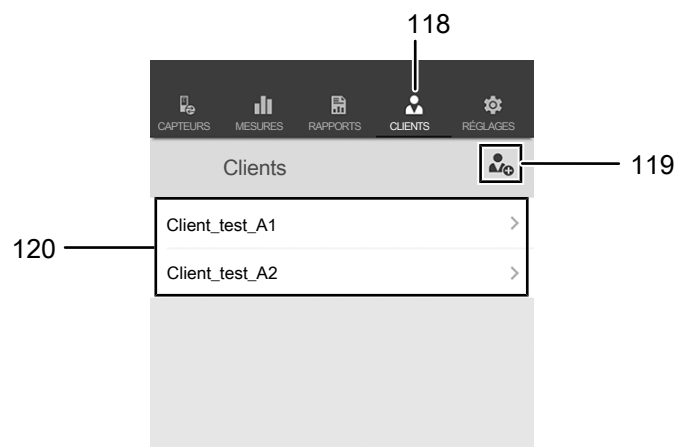 118
CAPTEURS MESURES RAPPORTS CLIENTS RÉGLAGES
Clients
119
Client_test_A1
120
Client_test_A2